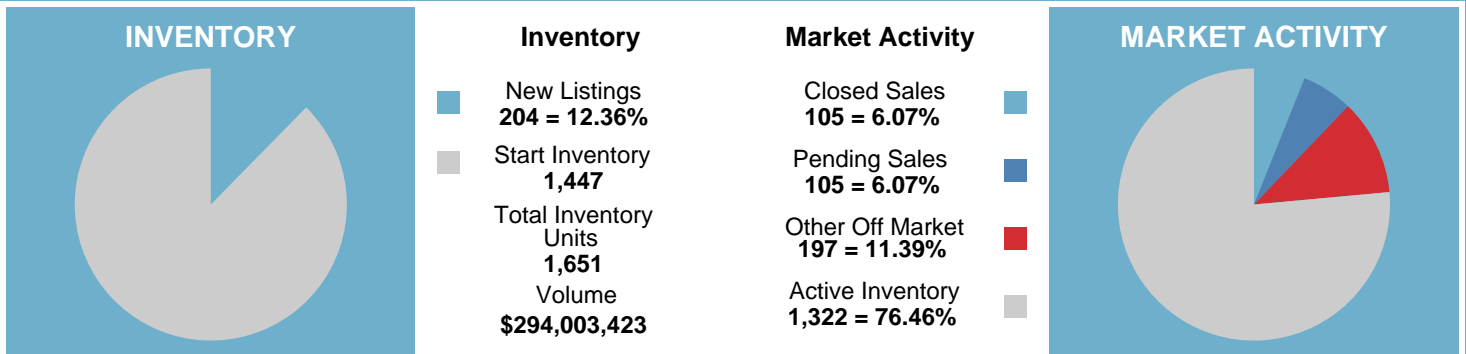 INVENTORY
Inventory
New Listings
204 = 12.36%
Start Inventory
1,447
Total Inventory
Units
1,651
Volume
$294,003,423
Market Activity
Closed Sales
105 = 6.07%
Pending Sales
105 = 6.07%
Other Off Market
197 = 11.39%
Active Inventory
1,322 = 76.46%
MARKET ACTIVITY